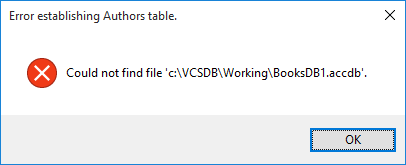 Error establishing Authors table.
Could not find file 'c:\VCSDB\Working\BooksDB1.accdb'.
OK